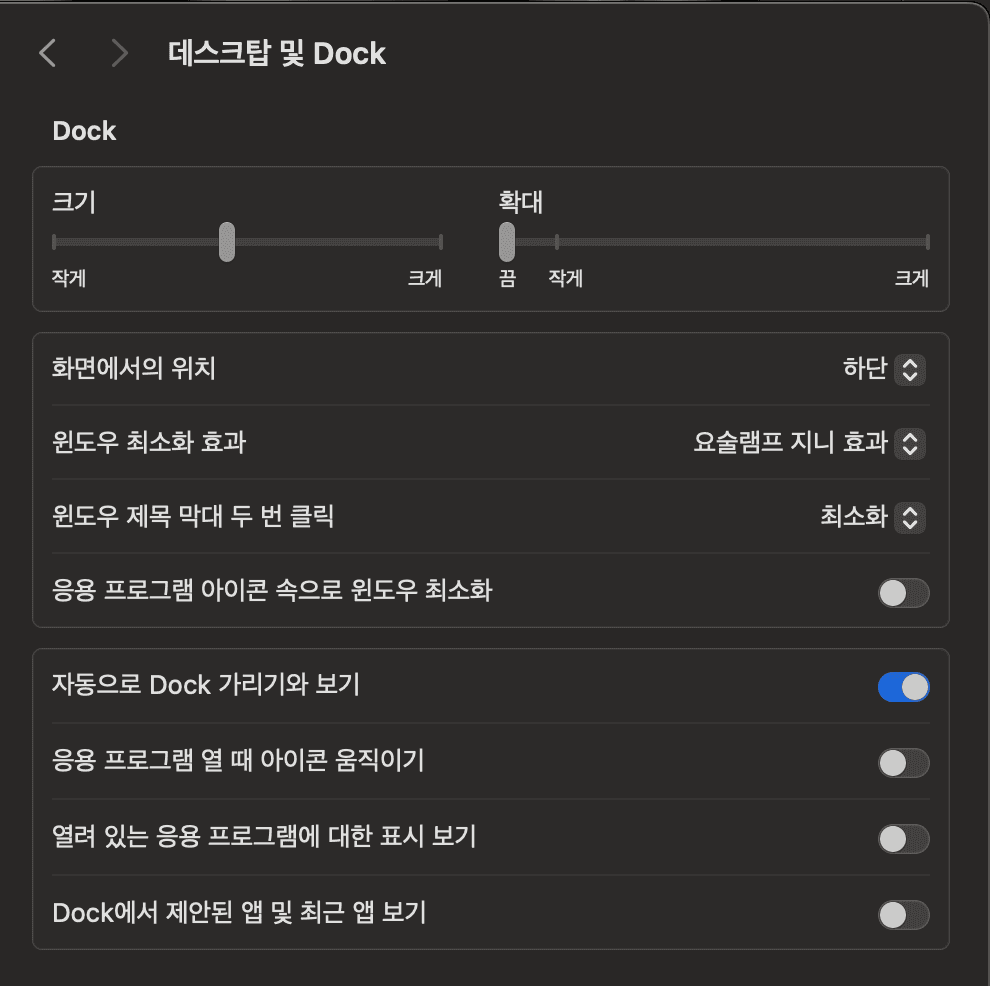 데스크탑 및 Dock
Dock
크기 확대
작게 크게 끔 작게 크게
화면에서의 위치 하단
윈도우 최소화 효과 요술램프 지니 효과
윈도우 제목 막대 두 번 클릭 최소화
응용 프로그램 아이콘 속으로 윈도우 최소화
자동으로 Dock 가리기와 보기
응용 프로그램 열 때 아이콘 움직이기
열려 있는 응용 프로그램에 대한 표시 보기
Dock에서 제안된 앱 및 최근 앱 보기